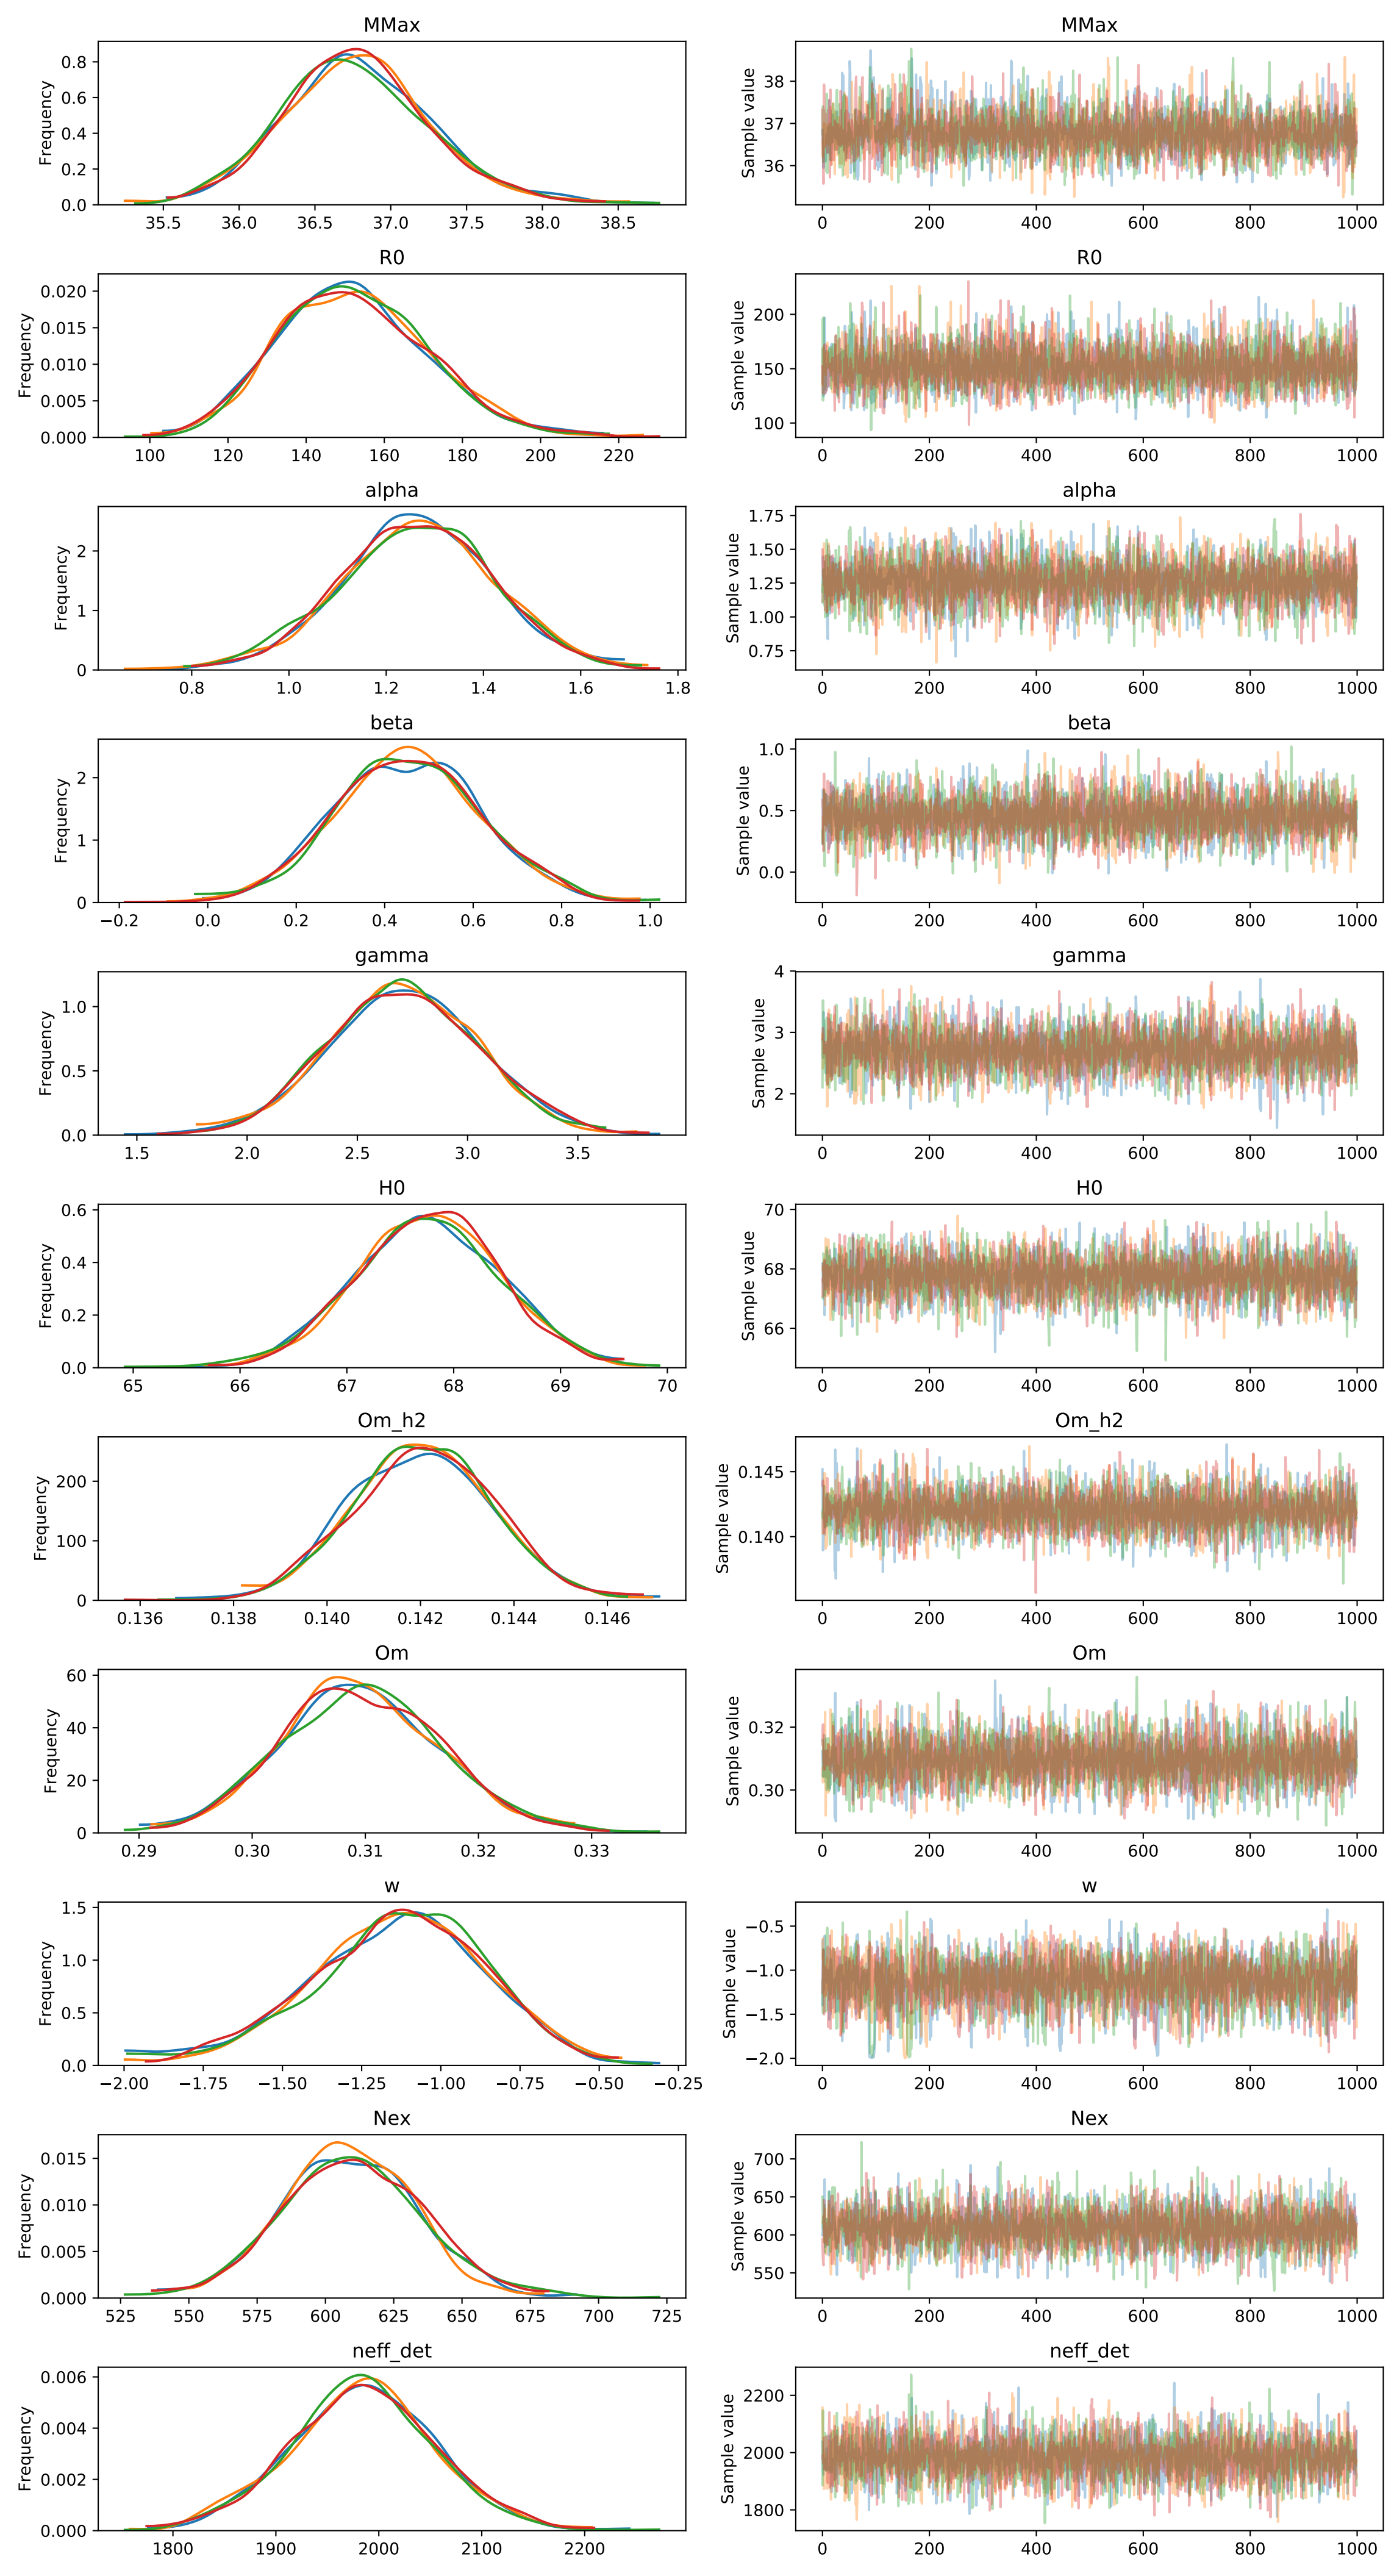 MMax MMax
Frequency
0.8
0.6
0.4
0.2
0.0
35.5 36.0 36.5 37.0 37.5 38.0 38.5
Sample value
38
37
36
0 200 400 600 800 1000
R0 R0
Frequency
0.020
0.015
0.010
0.005
0.000
100 120 140 160 180 200 220
Sample value
200
150
100
0 200 400 600 800 1000
alpha alpha
Frequency
2
1
0
0.8 1.0 1.2 1.4 1.6 1.8
Sample value
1.75
1.50
1.25
1.00
0.75
0 200 400 600 800 1000
beta beta
Frequency
2
1
0
−0.2 0.0 0.2 0.4 0.6 0.8 1.0
Sample value
1.0
0.5
0.0
0 200 400 600 800 1000
gamma gamma
Frequency
1.0
0.5
0.0
1.5 2.0 2.5 3.0 3.5
Sample value
4
3
2
0 200 400 600 800 1000
H0 H0
Frequency
0.6
0.4
0.2
0.0
65 66 67 68 69 70
Sample value
70
68
66
0 200 400 600 800 1000
Om_h2 Om_h2
Frequency
200
100
0
0.136 0.138 0.140 0.142 0.144 0.146
Sample value
0.145
0.140
0 200 400 600 800 1000
Om Om
Frequency
60
40
20
0
0.29 0.30 0.31 0.32 0.33
Sample value
0.32
0.30
0 200 400 600 800 1000
w w
Frequency
1.5
1.0
0.5
0.0
−2.00 −1.75 −1.50 −1.25 −1.00 −0.75 −0.50 −0.25
Sample value
−0.5
−1.0
−1.5
−2.0
0 200 400 600 800 1000
Nex Nex
Frequency
0.015
0.010
0.005
0.000
525 550 575 600 625 650 675 700 725
Sample value
700
650
600
550
0 200 400 600 800 1000
neff_det neff_det
Frequency
0.006
0.004
0.002
0.000
1800 1900 2000 2100 2200
Sample value
2200
2000
1800
0 200 400 600 800 1000